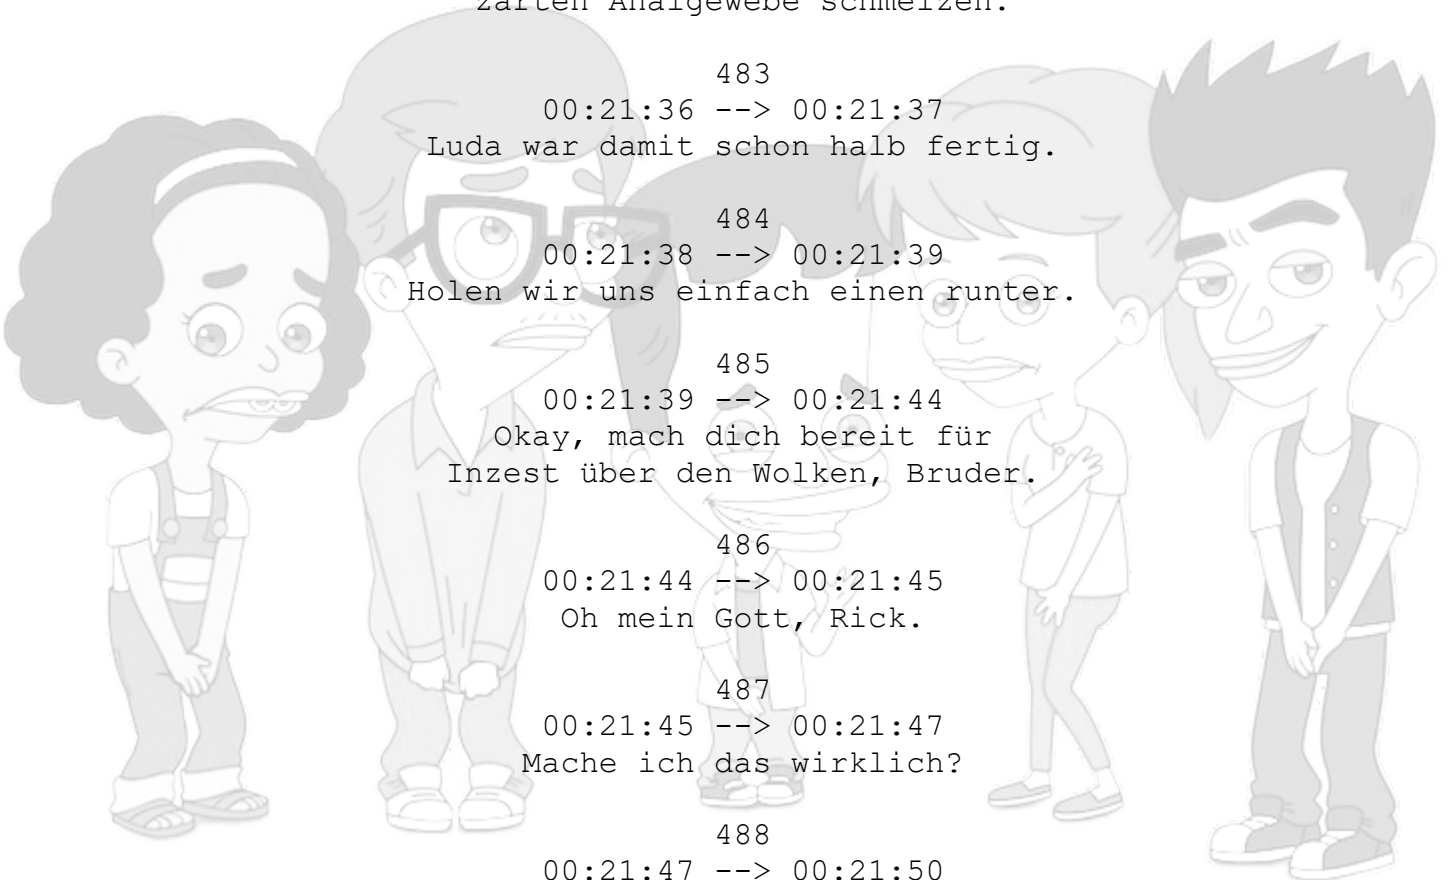 zarten Analgewebe schmelzen.
483
00:21:36 --> 00:21:37
Luda war damit schon halb fertig.
484
00:21:38 --> 00:21:39
Holen wir uns einfach einen runter.
485
00:21:39 --> 00:21:44
Okay, mach dich bereit für
Inzest über den Wolken, Bruder.
486
00:21:44 --> 00:21:45
Oh mein Gott, Rick.
487
00:21:45 --> 00:21:47
Mache ich das wirklich?
488
00:21:47 --> 00:21:50